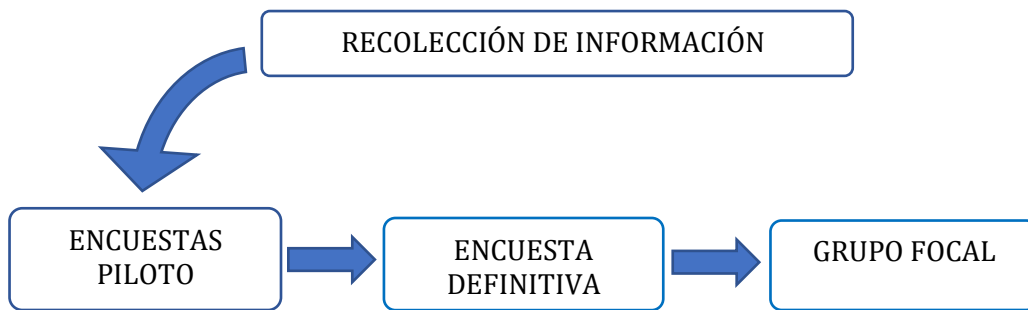 RECOLECCIÓN DE INFORMACIÓN
ENCUESTAS
PILOTO
ENCUESTA
DEFINITIVA
GRUPO FOCAL